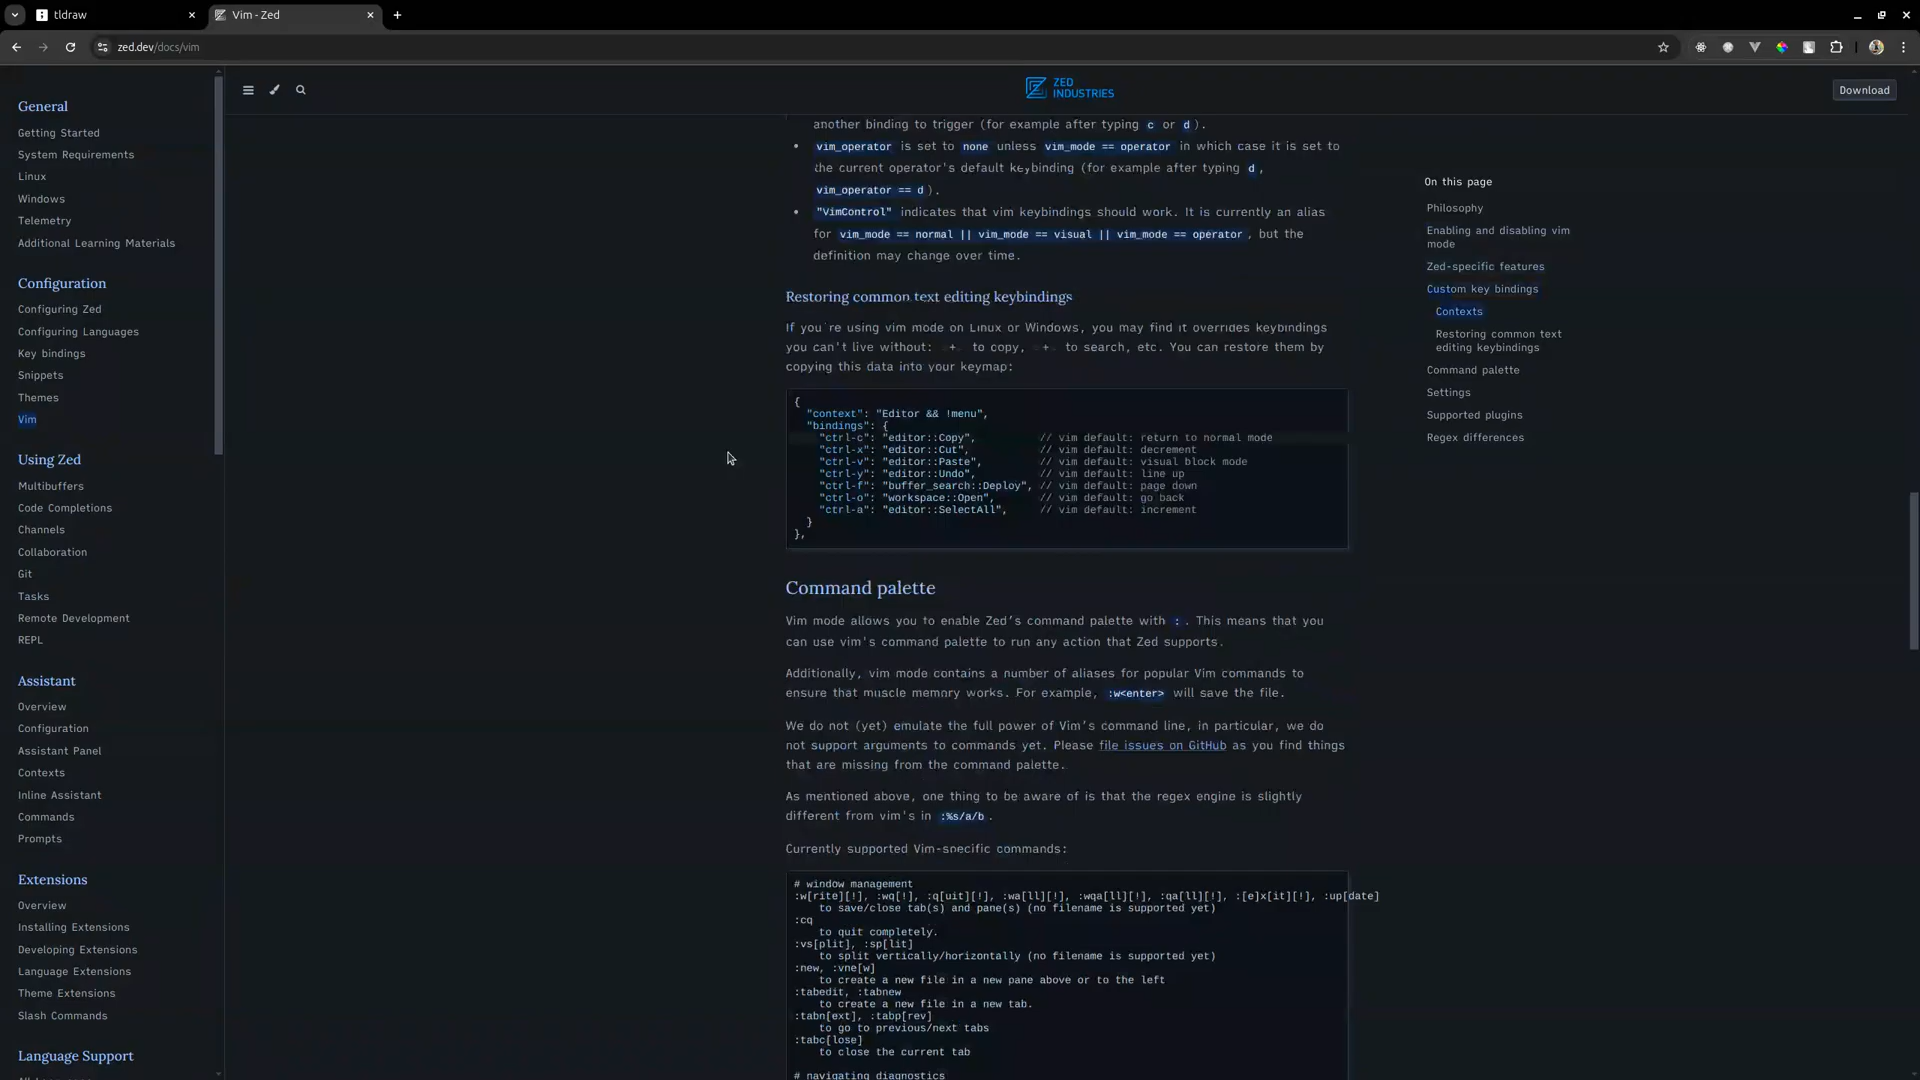 tldraw
Vim - Zed
zed.dev/docs/vim
ZED
INDUSTRIES
Download
General
Getting Started
System Requirements
Linux
Windows
Telemetry
Additional Learning Materials
Configuration
Configuring Zed
Configuring Languages
Key bindings
Snippets
Themes
Vim
Using Zed
Multibuffers
Code Completions
Channels
Collaboration
Git
Tasks
Remote Development
REPL
Assistant
Overview
Configuration
Assistant Panel
Contexts
Inline Assistant
Commands
Prompts
Extensions
Overview
Installing Extensions
Developing Extensions
Language Extensions
Theme Extensions
Slash Commands
Language Support
another binding to trigger (for example after typing c or d).
• vim_operator is set to none unless vim_mode == operator in which case it is set to
the current operator's default keybinding (for example after typing d,
vim_operator == d).
• "VimControl" indicates that vim keybindings should work. It is currently an alias
for vim_mode == normal || vim_mode == visual || vim_mode == operator, but the
definition may change over time.
Restoring common text editing keybindings
If you're using vim mode on Linux or Windows, you may find it overrides keybindings
you can't live without: + to copy, + to search, etc. You can restore them by
copying this data into your keymap:
{
"context": "Editor && !menu",
"bindings": {
"ctrl-c": "editor::Copy", // vim default: return to normal mode
"ctrl-x": "editor::Cut", // vim default: decrement
"ctrl-v": "editor::Paste", // vim default: visual block mode
"ctrl-y": "editor::Undo", // vim default: line up
"ctrl-f": "buffer_search::Deploy", // vim default: page down
"ctrl-o": "workspace::Open", // vim default: go back
"ctrl-a": "editor::SelectAll", // vim default: increment
}
},
Command palette
Vim mode allows you to enable Zed's command palette with :. This means that you
can use vim's command palette to run any action that Zed supports.
Additionally, vim mode contains a number of aliases for popular Vim commands to
ensure that muscle memory works. For example, :w<enter> will save the file.
We do not (yet) emulate the full power of Vim's command line, in particular, we do
not support arguments to commands yet. Please file issues on GitHub as you find things
that are missing from the command palette.
As mentioned above, one thing to be aware of is that the regex engine is slightly
different from vim's in :%s/a/b.
Currently supported Vim-specific commands:
# window management
:w[rite][!], :wq[!], :q[uit][!], :wa[ll][!], :wqa[ll][!], :qa[ll][!], :[e]x[it][!], :up[date]
to save/close tab(s) and pane(s) (no filename is supported yet)
:cq
to quit completely.
:vs[plit], :sp[lit]
to split vertically/horizontally (no filename is supported yet)
:new, :vne[w]
to create a new file in a new pane above or to the left
:tabedit, :tabnew
to create a new file in a new tab.
:tabn[ext], :tabp[rev]
to go to previous/next tabs
:tabc[lose]
to close the current tab
# navigating diagnostics
On this page
Philosophy
Enabling and disabling vim
mode
Zed-specific features
Custom key bindings
Contexts
Restoring common text
editing keybindings
Command palette
Settings
Supported plugins
Regex differences